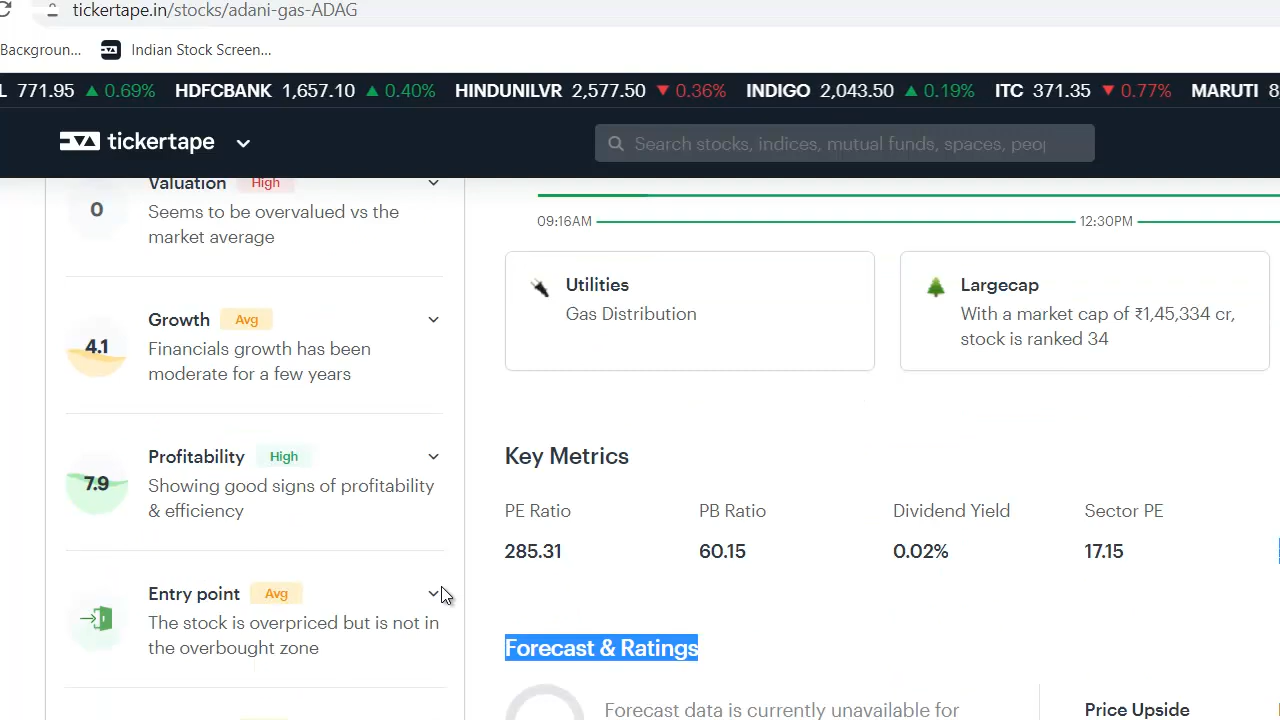 tickertape.in/stocks/adani-gas-ADAG
Backgroun... Indian Stock Screen...
L 771.95 ▲ 0.69% HDFCBANK 1,657.10 ▲ 0.40% HINDUNILVR 2,577.50 ▼ 0.36% INDIGO 2,043.50 ▲ 0.19% ITC 371.35 ▼ 0.77% MARUTI 8
tickertape
Search stocks, indices, mutual funds, spaces, peo
Valuation High
0
Seems to be overvalued vs the
market average
Growth Avg
4.1
Financials growth has been
moderate for a few years
Profitability High
7.9
Showing good signs of profitability
& efficiency
Entry point Avg
The stock is overpriced but is not in
the overbought zone
09:16AM 12:30PM
Utilities
Gas Distribution
Largecap
With a market cap of ₹1,45,334 cr,
stock is ranked 34
Key Metrics
PE Ratio PB Ratio Dividend Yield Sector PE
285.31 60.15 0.02% 17.15
Forecast & Ratings
Forecast data is currently unavailable for
Price Upside